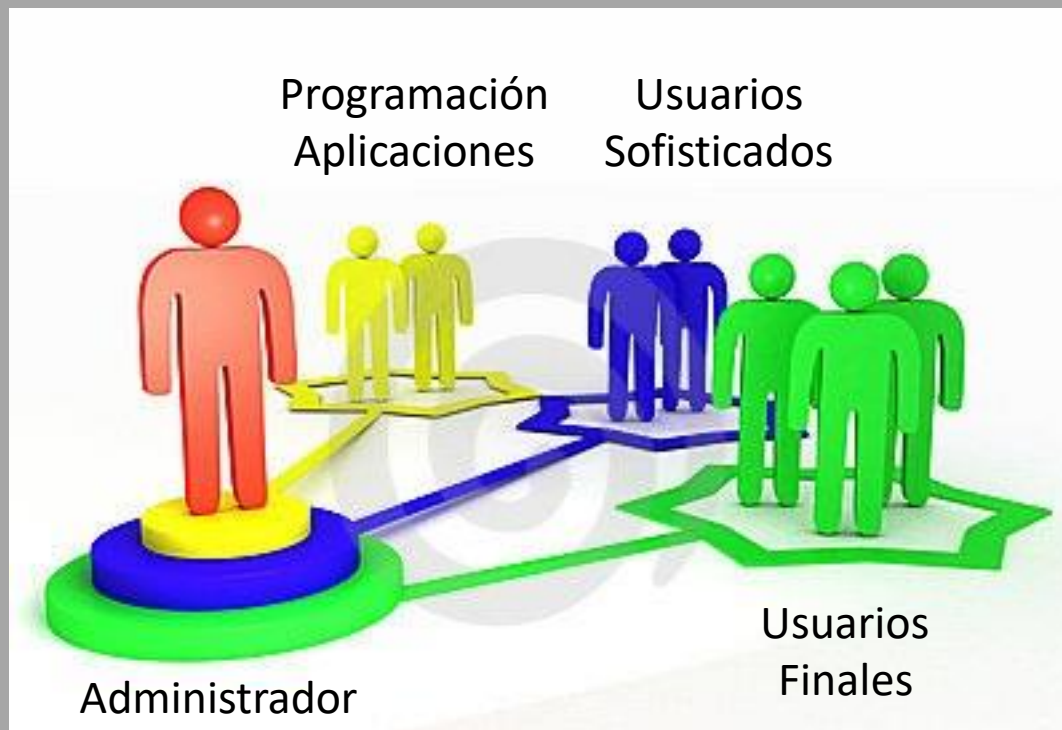 Programación
Aplicaciones
Usuarios
Sofisticados
Usuarios
Finales
Administrador